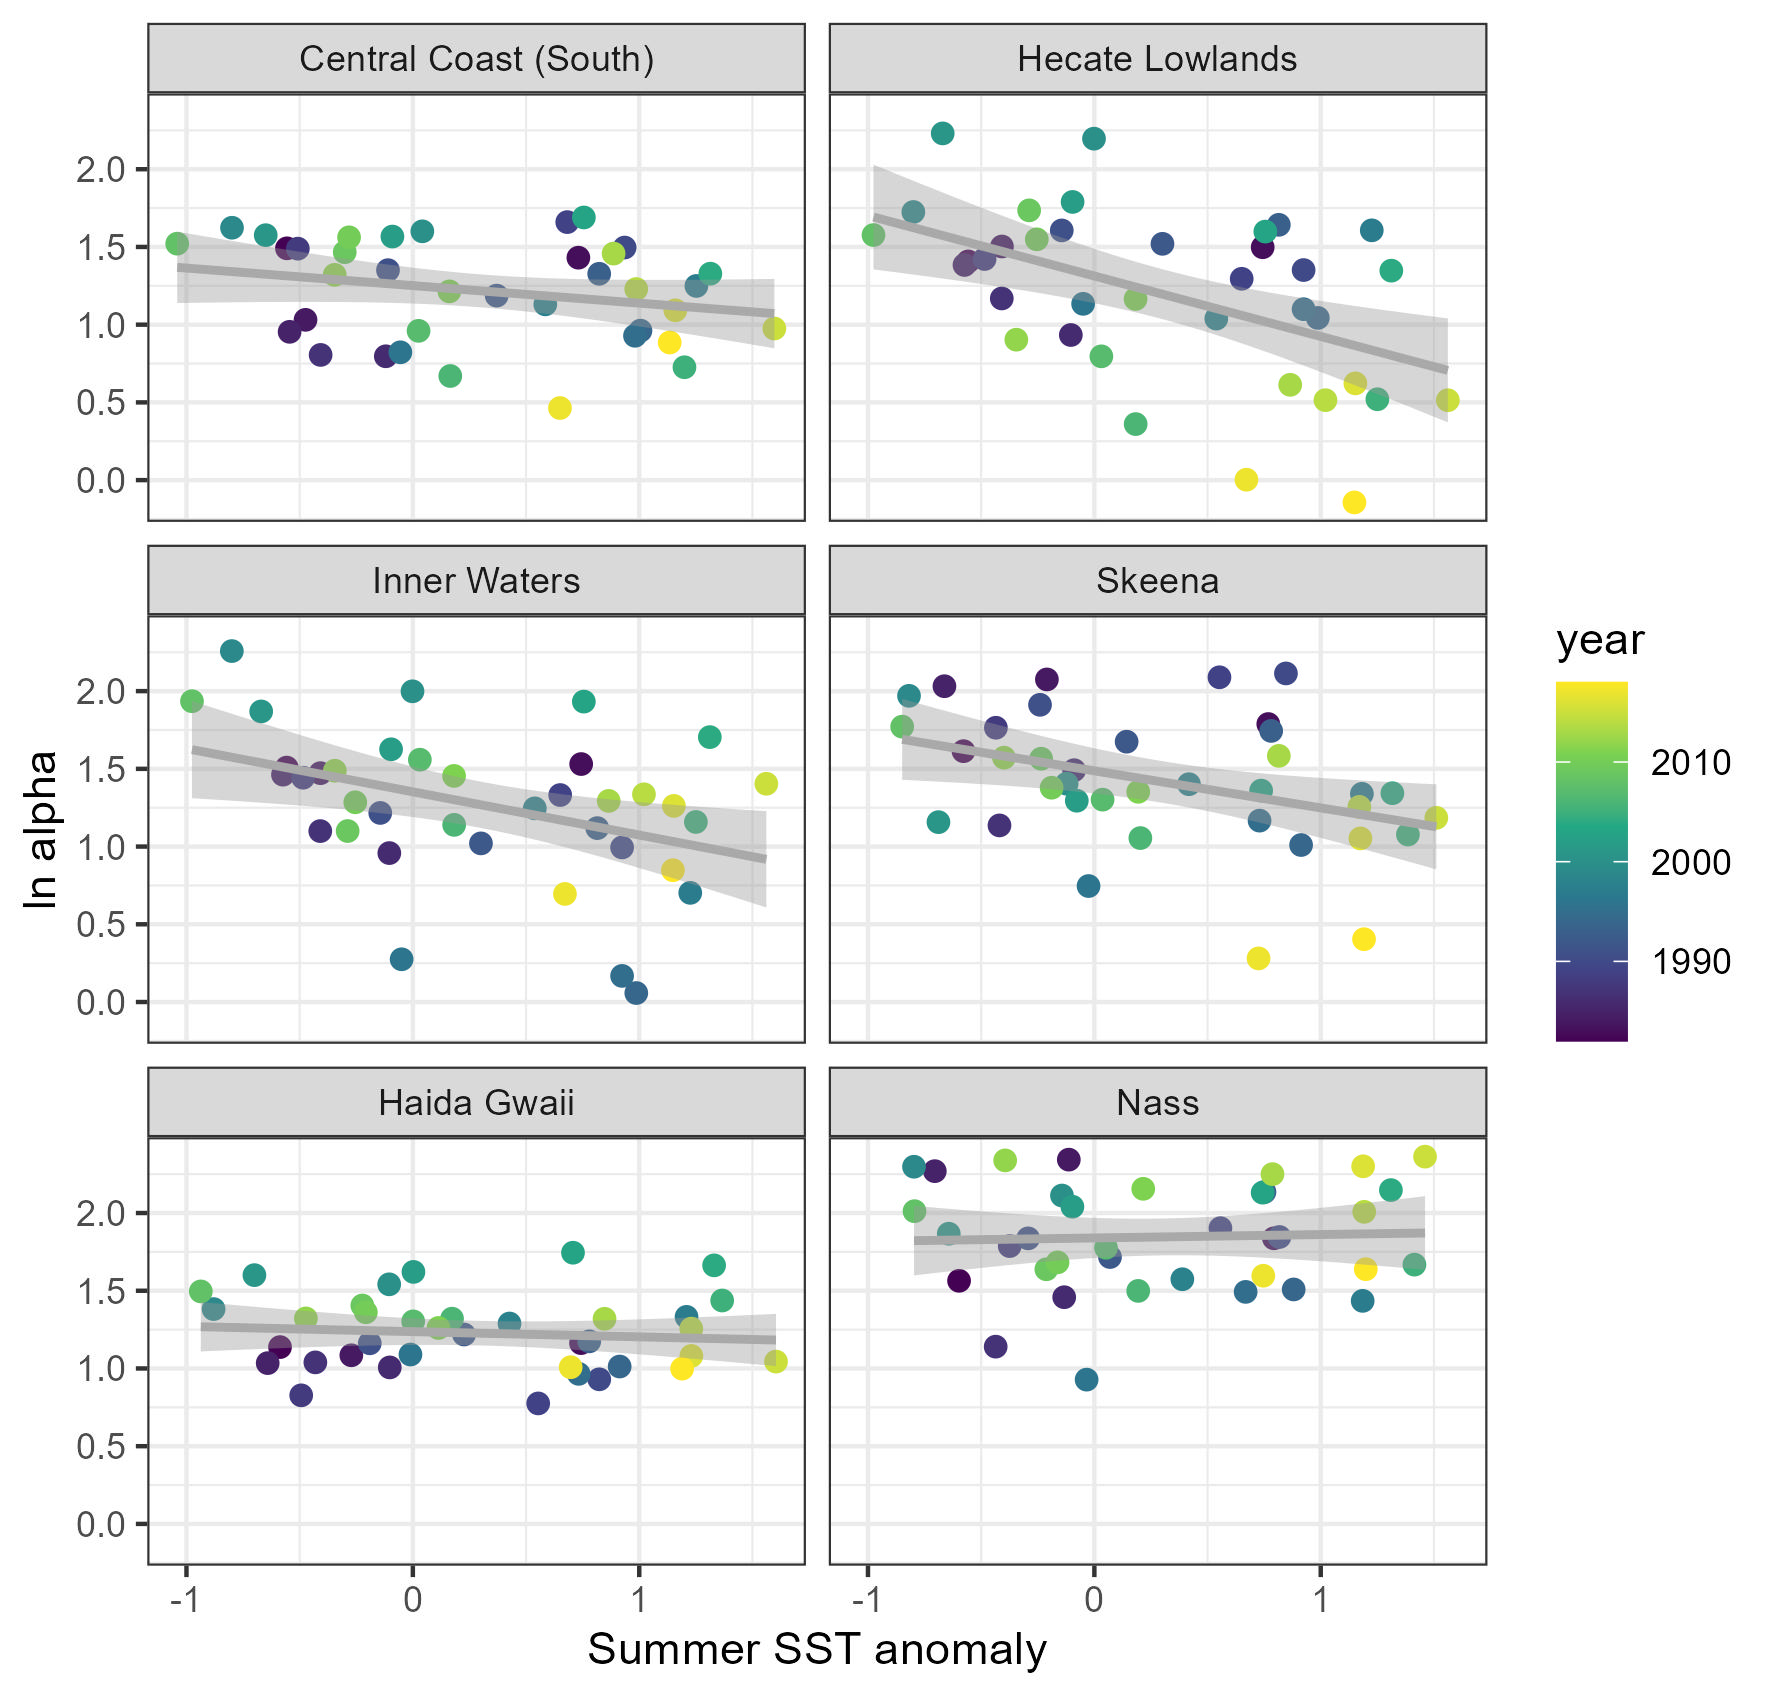 Central Coast (South)
Hecate Lowlands
2.0
1.5
1.0
0.5
0.0
Inner Waters
Skeena
2.0
1.5
1.0
0.5
0.0
ln alpha
year
2010
2000
1990
Haida Gwaii
Nass
2.0
1.5
1.0
0.5
0.0
-1 0 1 -1 0 1
Summer SST anomaly